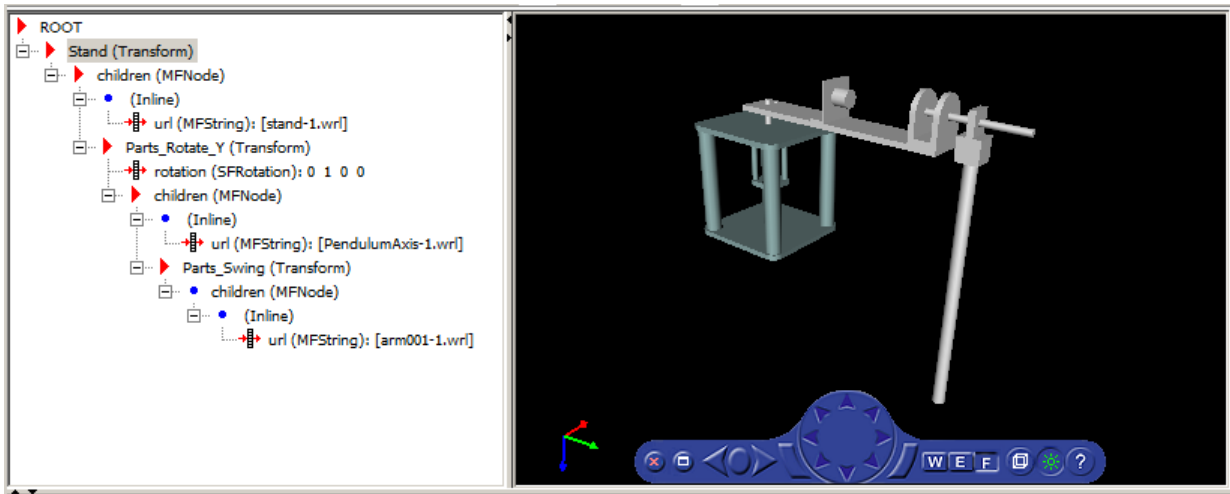 ROOT
Stand (Transform)
children (MFNode)
(Inline)
url (MFString): [stand-1.wrl]
Parts_Rotate_Y (Transform)
rotation (SFRotation): 0 1 0 0
children (MFNode)
(Inline)
url (MFString): [PendulumAxis-1.wrl]
Parts_Swing (Transform)
children (MFNode)
(Inline)
url (MFString): [arm001-1.wrl]
W E F ?